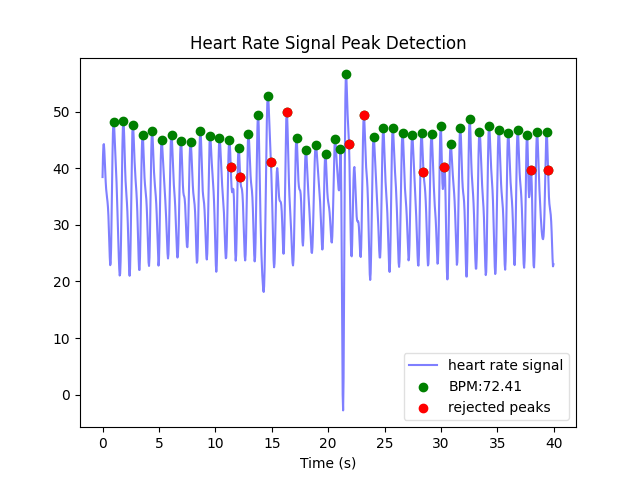 Heart Rate Signal Peak Detection
50
40
30
20
10
0
heart rate signal
BPM:72.41
rejected peaks
0 5 10 15 20 25 30 35 40
Time (s)